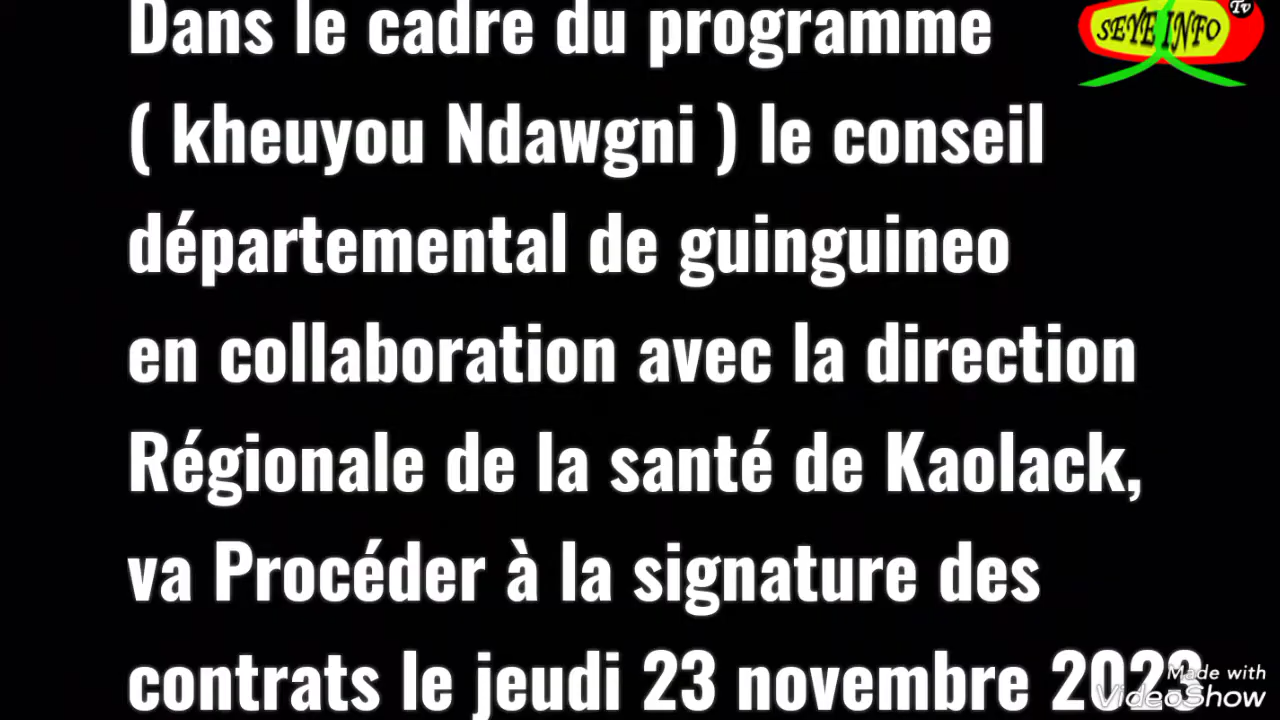 Dans le cadre du programme
( kheuyou Ndawgni ) le conseil
départemental de guinguineo
en collaboration avec la direction
Régionale de la santé de Kaolack,
va Procéder à la signature des
contrats le jeudi 23 novembre 2023
SEYE INFO
Tv
Made with
VideoShow